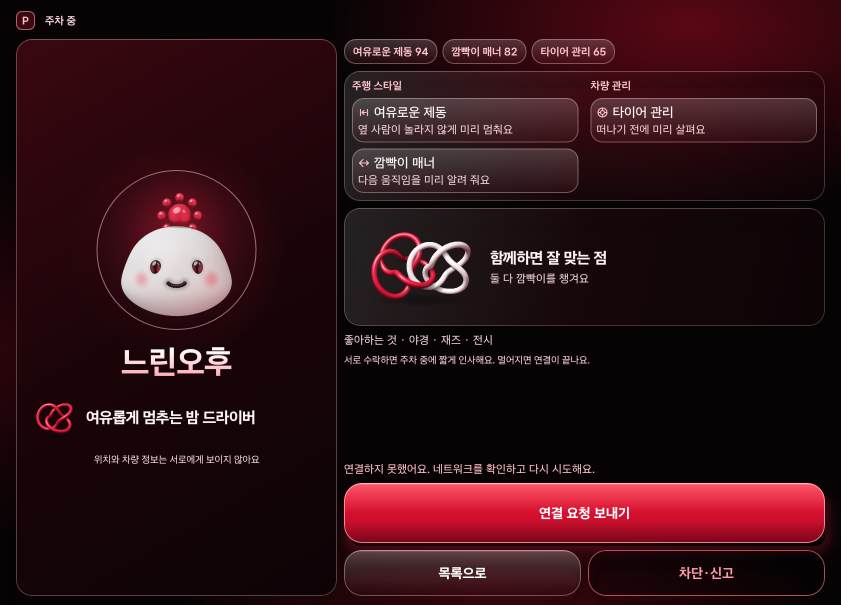 P 주차 중
느린오후
여유롭게 멈추는 밤 드라이버
위치와 차량 정보는 서로에게 보이지 않아요
여유로운 제동 94 깜빡이 매너 82 타이어 관리 65
주행 스타일
여유로운 제동
옆 사람이 놀라지 않게 미리 멈춰요
깜빡이 매너
다음 움직임을 미리 알려 줘요
차량 관리
타이어 관리
떠나기 전에 미리 살펴요
함께하면 잘 맞는 점
둘 다 깜빡이를 챙겨요
좋아하는 것 · 야경 · 재즈 · 전시
서로 수락하면 주차 중에 짧게 인사해요. 멀어지면 연결이 끝나요.
연결하지 못했어요. 네트워크를 확인하고 다시 시도해요.
연결 요청 보내기
목록으로
차단·신고